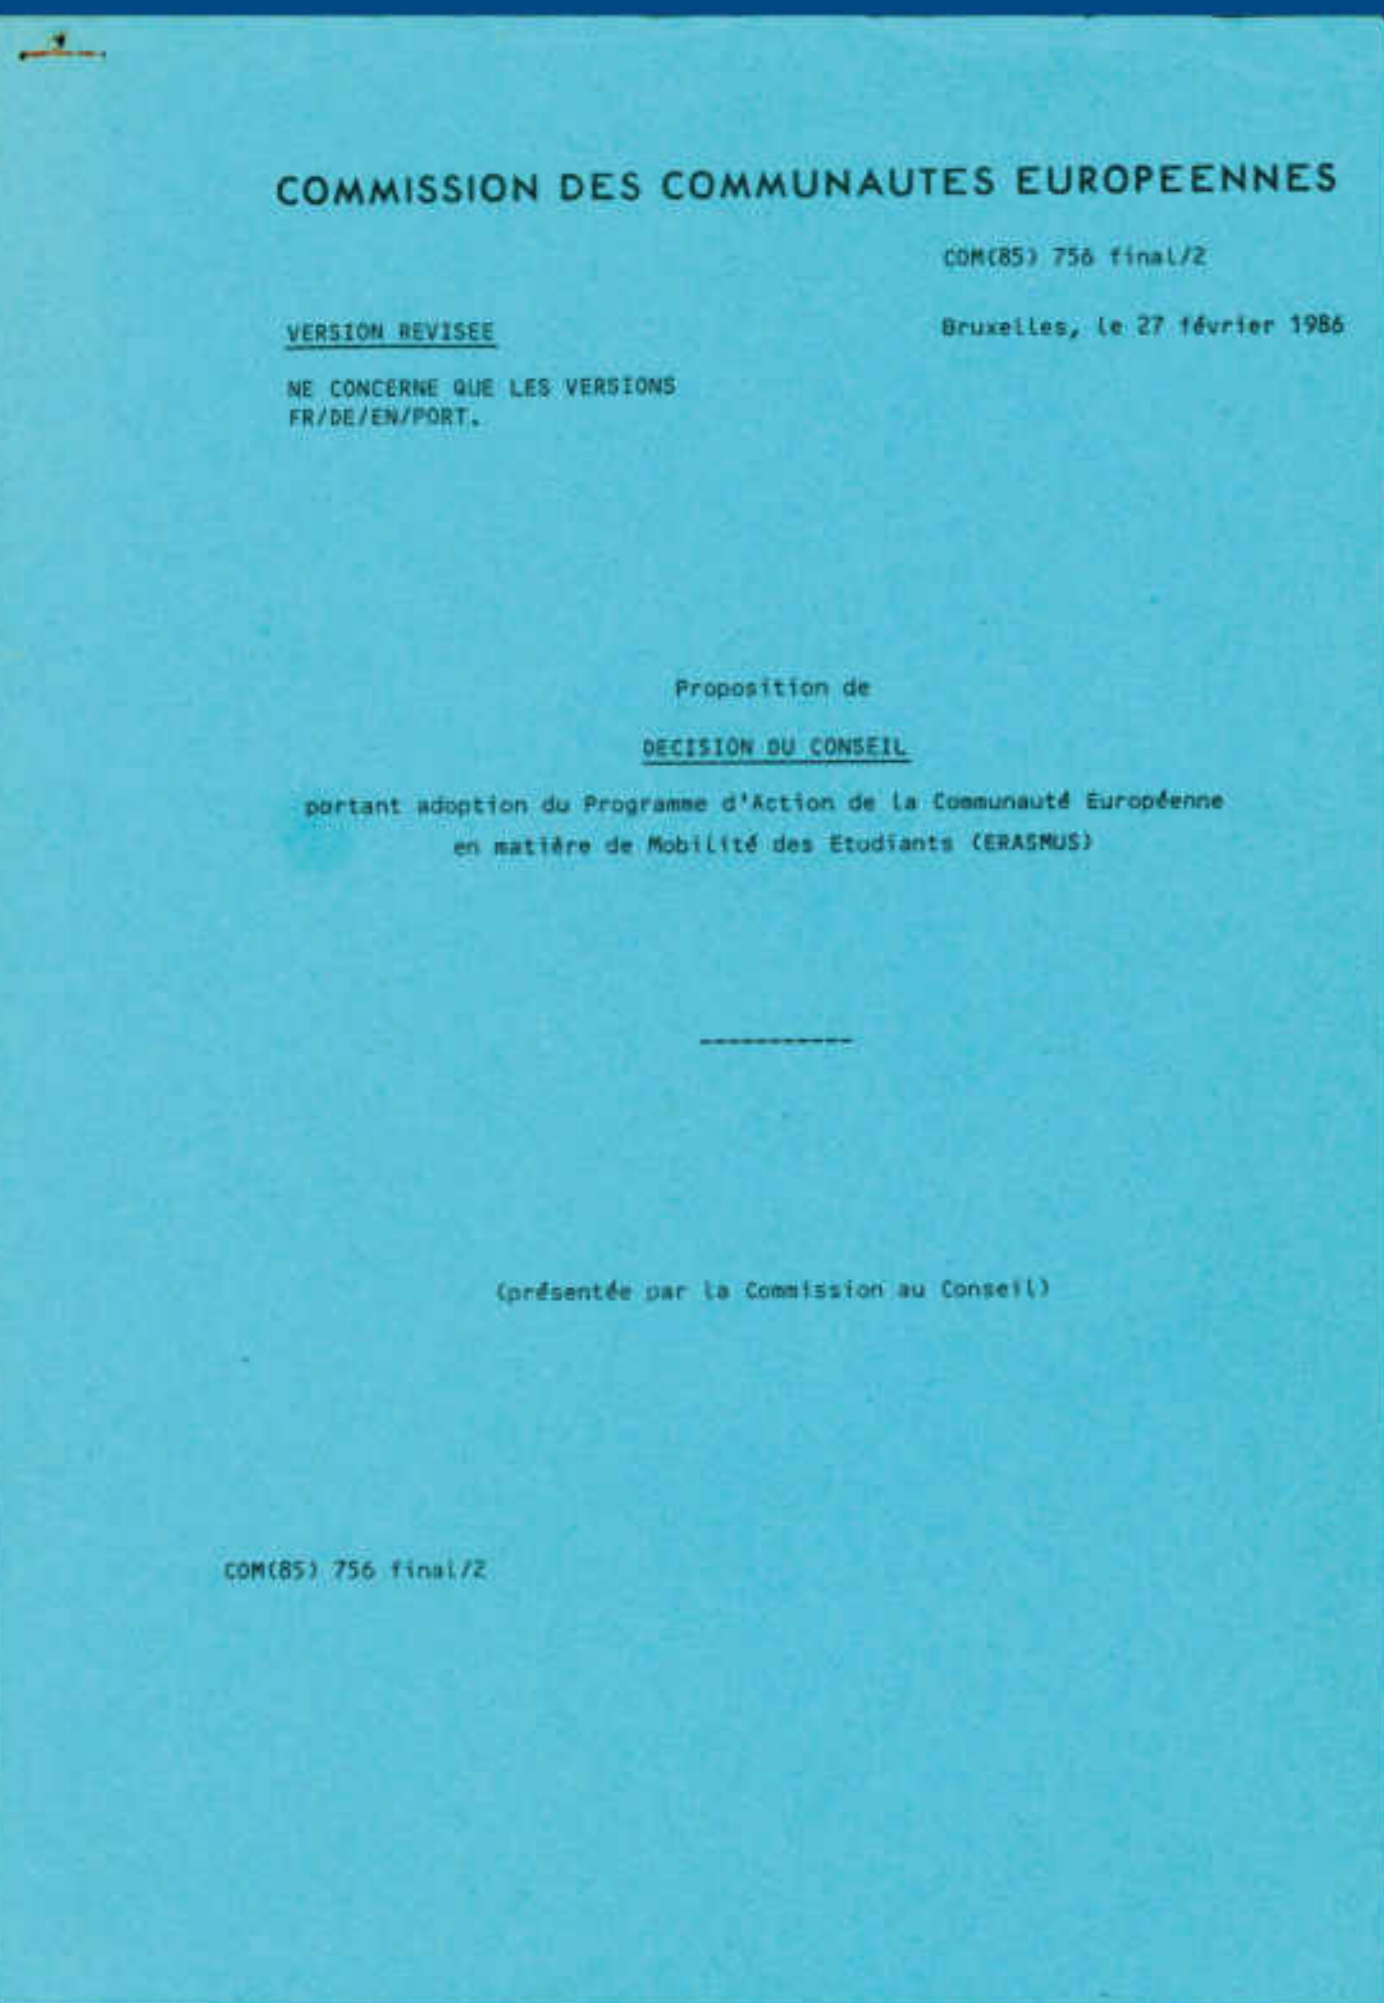 COMMISSION DES COMMUNAUTES EUROPEENNES
COM(85) 756 final/2
VERSION REVISEE
Bruxelles, le 27 février 1986
NE CONCERNE QUE LES VERSIONS
FR/DE/EN/PORT.
Proposition de
DECISION DU CONSEIL
portant adoption du Programme d'Action de la Communauté Européenne
en matière de Mobilité des Etudiants (ERASMUS)
(présentée par la Commission au Conseil)
COM(85) 756 final/2